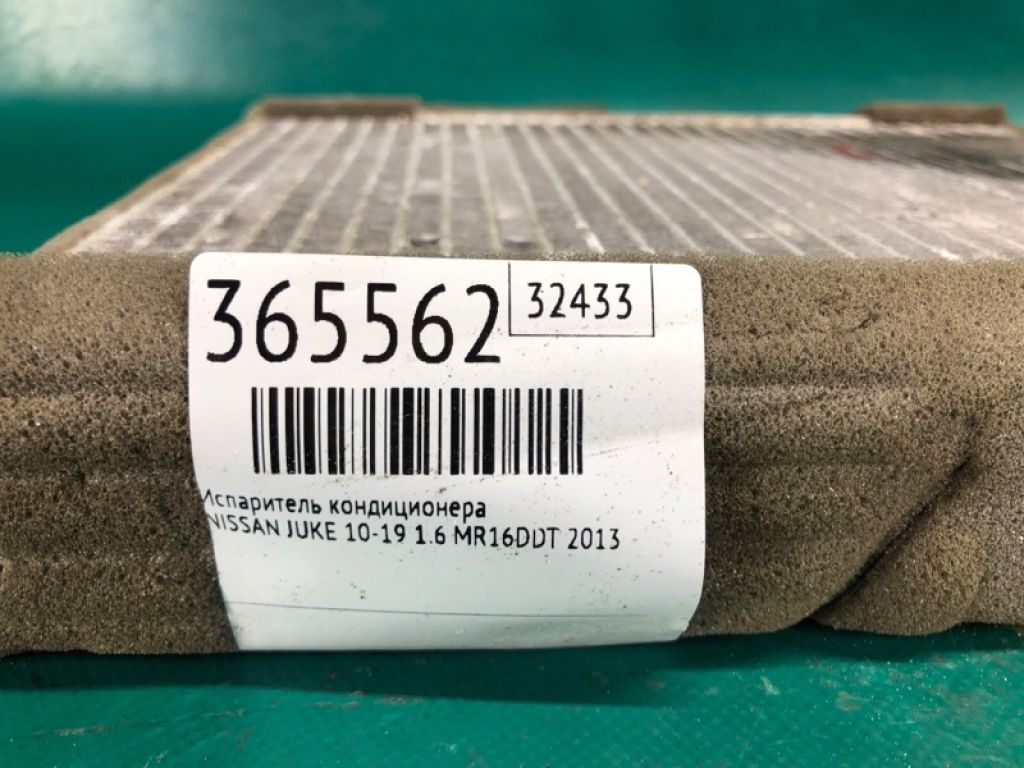 365562
32433
Испаритель кондиционера
NISSAN JUKE 10-19 1.6 MR16DDT 2013